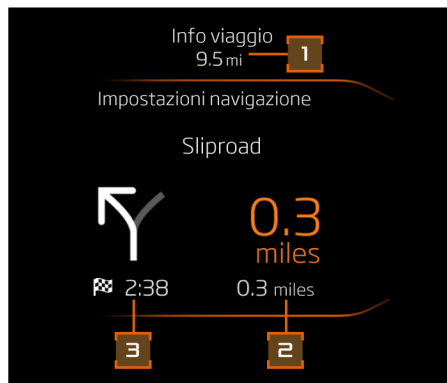 Info viaggio
9.5 mi
1
Impostazioni navigazione
Sliproad
0.3
miles
2:38
0.3 miles
3
2